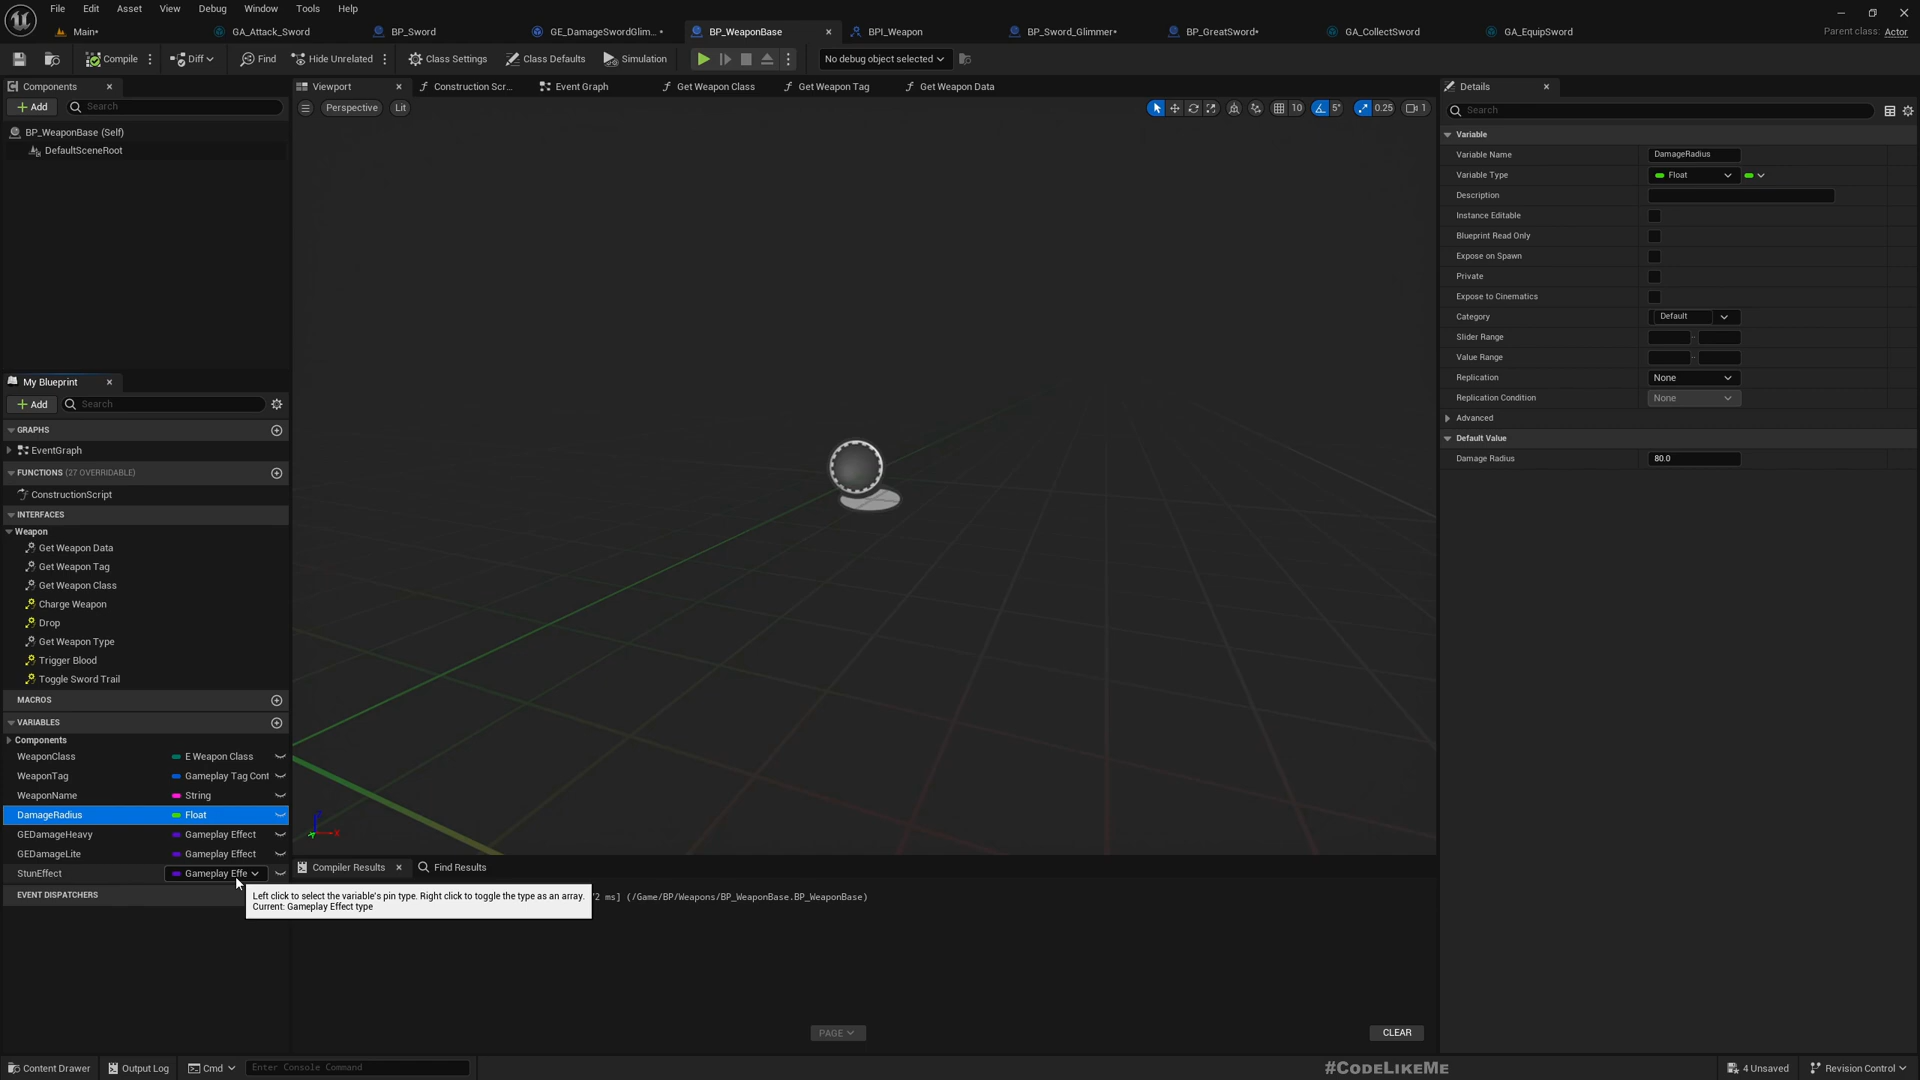 File Edit Asset View Debug Window Tools Help
Main*
GA_Attack_Sword
BP_Sword
GE_DamageSwordGlim...*
BP_WeaponBase
BPI_Weapon
BP_Sword_Glimmer*
BP_GreatSword*
GA_CollectSword
GA_EquipSword
Parent class: Actor
Compile
Diff
Find
Hide Unrelated
Class Settings
Class Defaults
Simulation
No debug object selected
Components
Add
Search
BP_WeaponBase (Self)
DefaultSceneRoot
Viewport
Construction Scr...
Event Graph
Get Weapon Class
Get Weapon Tag
Get Weapon Data
Perspective
Lit
10
5°
0.25
1
My Blueprint
Add
Search
GRAPHS
EventGraph
FUNCTIONS (27 OVERRIDABLE)
ConstructionScript
INTERFACES
Weapon
Get Weapon Data
Get Weapon Tag
Get Weapon Class
Charge Weapon
Drop
Get Weapon Type
Trigger Blood
Toggle Sword Trail
MACROS
VARIABLES
Components
WeaponClass E Weapon Class
WeaponTag Gameplay Tag Cont
WeaponName String
DamageRadius Float
GEDamageHeavy Gameplay Effect
GEDamageLite Gameplay Effect
StunEffect Gameplay Effe
EVENT DISPATCHERS
Left click to select the variable's pin type. Right click to toggle the type as an array.
Current: Gameplay Effect type
Compiler Results
Find Results
2 ms] (/Game/BP/Weapons/BP_WeaponBase.BP_WeaponBase)
PAGE
CLEAR
Details
Search
Variable
Variable Name DamageRadius
Variable Type Float
Description
Instance Editable
Blueprint Read Only
Expose on Spawn
Private
Expose to Cinematics
Category Default
Slider Range
Value Range
Replication None
Replication Condition None
Advanced
Default Value
Damage Radius 80.0
Content Drawer
Output Log
Cmd
Enter Console Command
#CODELIKEME
4 Unsaved
Revision Control